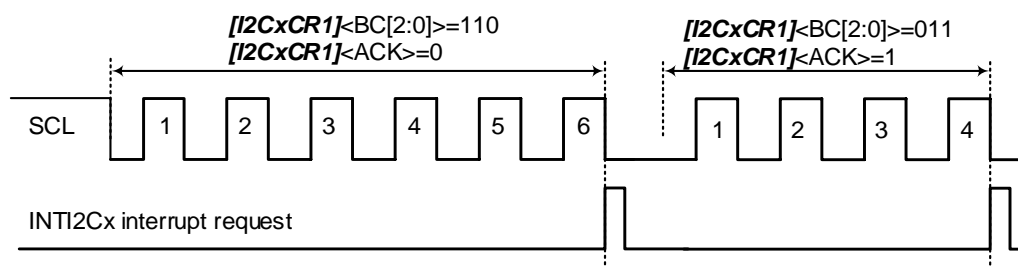 [I2CxCR1]<BC[2:0]>=110
[I2CxCR1]<ACK>=0
[I2CxCR1]<BC[2:0]>=011
[I2CxCR1]<ACK>=1
SCL 1 2 3 4 5 6 1 2 3 4
INTI2Cx interrupt request